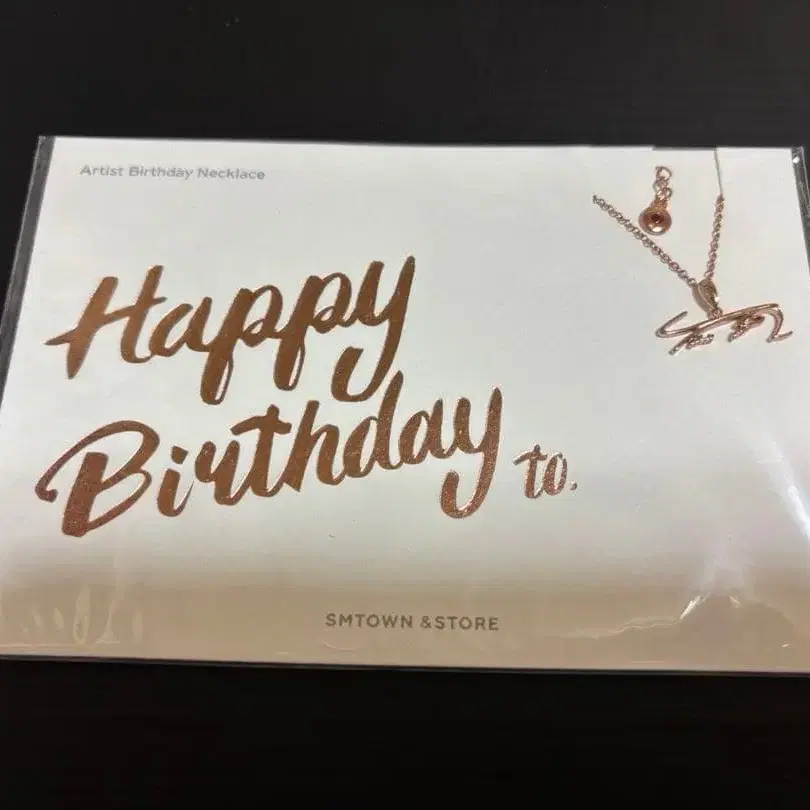 Artist Birthday Necklace
Happy
Birthday to.
SMTOWN &STORE